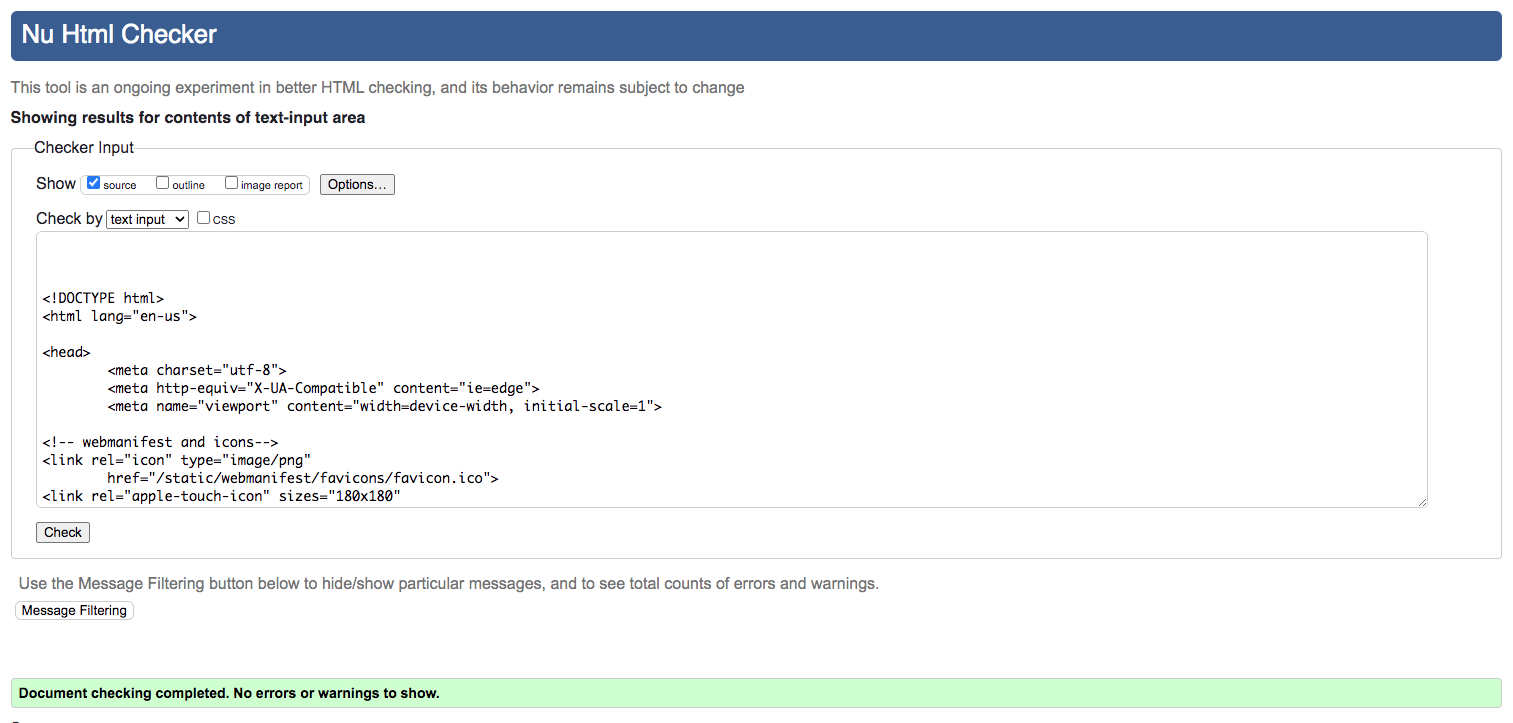 Nu Html Checker
This tool is an ongoing experiment in better HTML checking, and its behavior remains subject to change
Showing results for contents of text-input area
Checker Input
Show source outline image report Options...
Check by text input css
<!DOCTYPE html>
<html lang="en-us">
<head>
<meta charset="utf-8">
<meta http-equiv="X-UA-Compatible" content="ie=edge">
<meta name="viewport" content="width=device-width, initial-scale=1">
<!-- webmanifest and icons-->
<link rel="icon" type="image/png"
href="/static/webmanifest/favicons/favicon.ico">
<link rel="apple-touch-icon" sizes="180x180"
Check
Use the Message Filtering button below to hide/show particular messages, and to see total counts of errors and warnings.
Message Filtering
Document checking completed. No errors or warnings to show.